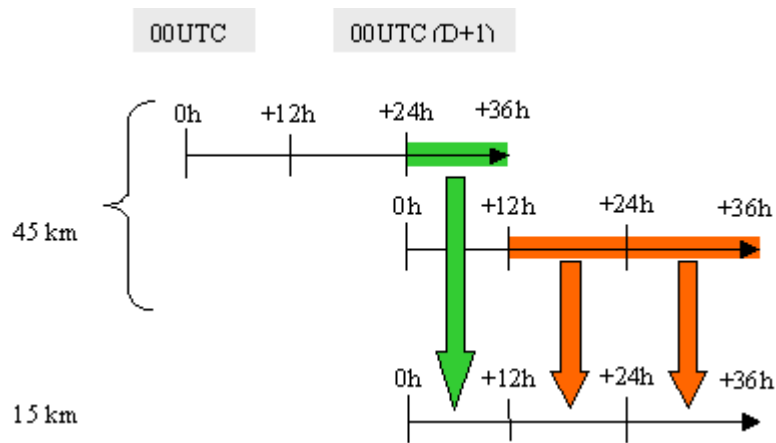 00UTC 00UTC (D+1)
0h +12h +24h +36h
45 km
0h +12h +24h +36h
15 km
0h +12h +24h +36h